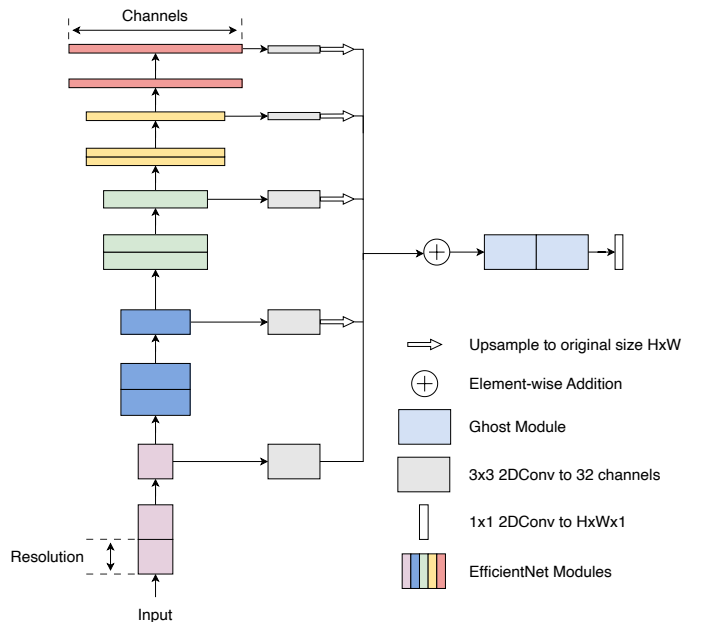 Channels
Upsample to original size HxW
Element-wise Addition
Ghost Module
3x3 2DConv to 32 channels
1x1 2DConv to HxWx1
Resolution
EfficientNet Modules
Input